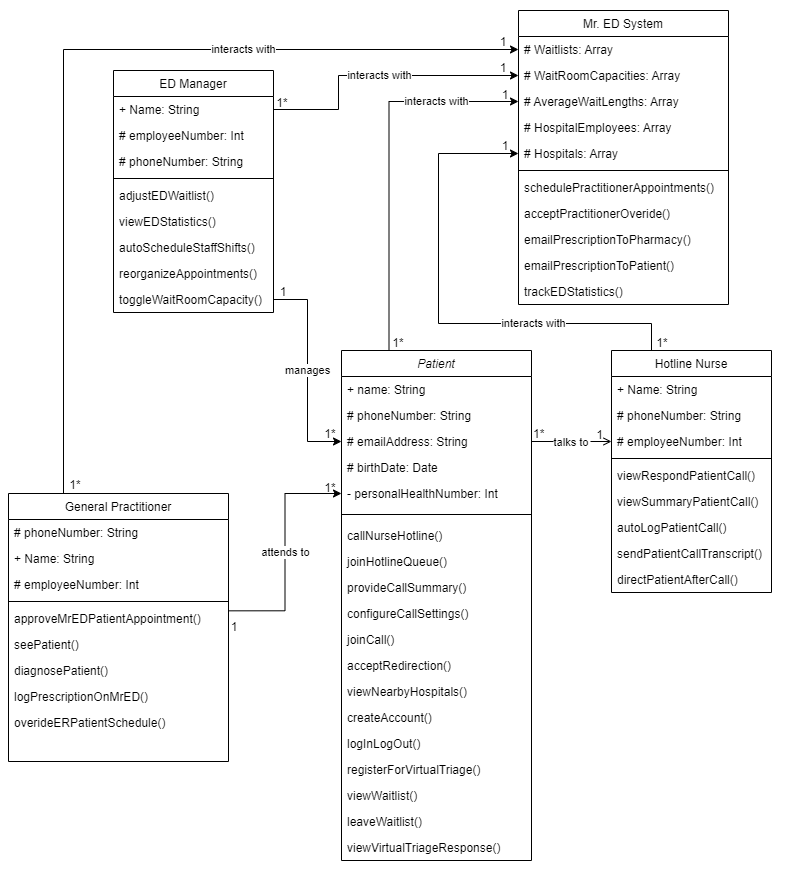 Mr. ED System
# Waitlists: Array
# WaitRoomCapacities: Array
# AverageWaitLengths: Array
# HospitalEmployees: Array
# Hospitals: Array
schedulePractitionerAppointments()
acceptPractitionerOveride()
emailPrescriptionToPharmacy()
emailPrescriptionToPatient()
trackEDStatistics()
interacts with
1
1*
ED Manager
+ Name: String
# employeeNumber: Int
# phoneNumber: String
adjustEDWaitlist()
viewEDStatistics()
autoScheduleStaffShifts()
reorganizeAppointments()
toggleWaitRoomCapacity()
1*
interacts with
1
interacts with
1
1*
1
interacts with
1*
1
manages
1*
Patient
+ name: String
# phoneNumber: String
# emailAddress: String
# birthDate: Date
- personalHealthNumber: Int
callNurseHotline()
joinHotlineQueue()
provideCallSummary()
configureCallSettings()
joinCall()
acceptRedirection()
viewNearbyHospitals()
createAccount()
logInLogOut()
registerForVirtualTriage()
viewWaitlist()
leaveWaitlist()
viewVirtualTriageResponse()
1*
talks to
1
Hotline Nurse
+ Name: String
# phoneNumber: String
# employeeNumber: Int
viewRespondPatientCall()
viewSummaryPatientCall()
autoLogPatientCall()
sendPatientCallTranscript()
directPatientAfterCall()
General Practitioner
# phoneNumber: String
+ Name: String
# employeeNumber: Int
approveMrEDPatientAppointment()
seePatient()
diagnosePatient()
logPrescriptionOnMrED()
overideERPatientSchedule()
1
attends to
1*